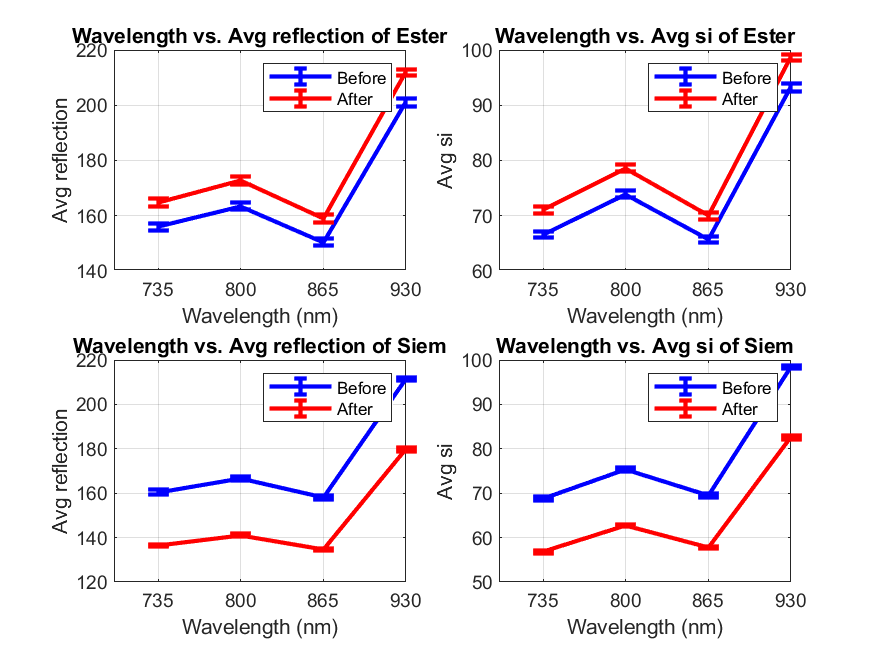 Wavelength vs. Avg reflection of Ester
220
200
180
160
140
Avg reflection
Before
After
735 800 865 930
Wavelength (nm)
Wavelength vs. Avg si of Ester
100
90
80
70
60
Avg si
Before
After
735 800 865 930
Wavelength (nm)
Wavelength vs. Avg reflection of Siem
220
200
180
160
140
120
Avg reflection
Before
After
735 800 865 930
Wavelength (nm)
Wavelength vs. Avg si of Siem
100
90
80
70
60
50
Avg si
Before
After
735 800 865 930
Wavelength (nm)